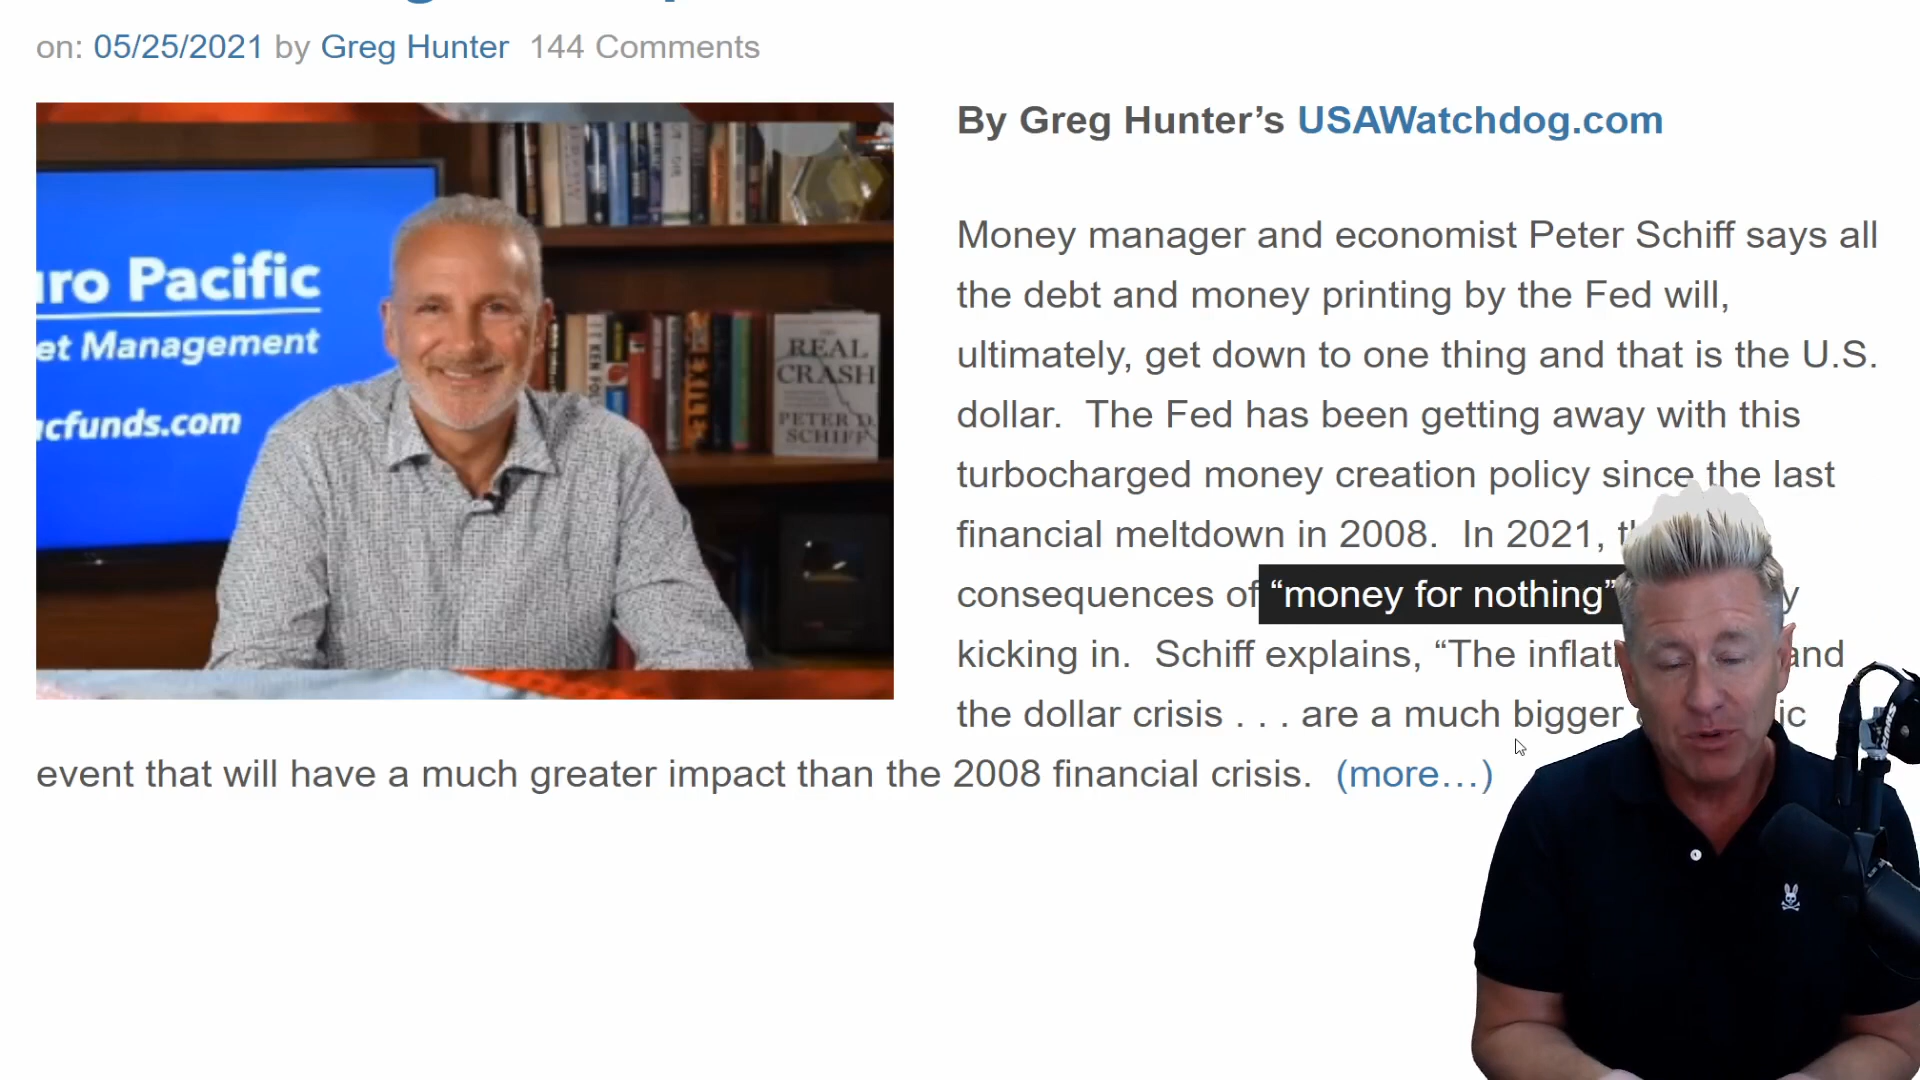 on: 05/25/2021 by Greg Hunter 144 Comments
By Greg Hunter’s USAWatchdog.com
Money manager and economist Peter Schiff says all
the debt and money printing by the Fed will,
ultimately, get down to one thing and that is the U.S.
dollar. The Fed has been getting away with this
turbocharged money creation policy since the last
financial meltdown in 2008. In 2021,
consequences of “money for nothing”
kicking in. Schiff explains, “The and
the dollar crisis . . . are a much bigger
event that will have a much greater impact than the 2008 financial crisis. (more…)
Pacific
Management
REAL
CRASH
PETER D.
SCHIFF